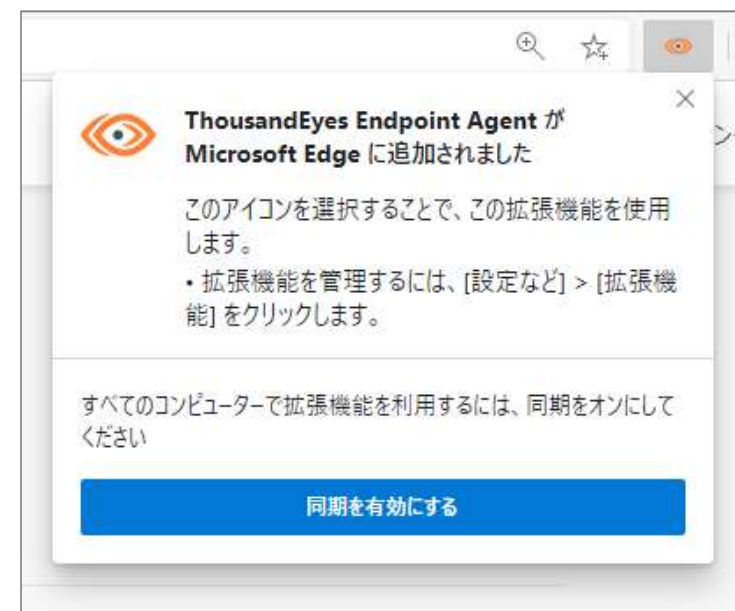 ThousandEyes Endpoint Agent が
Microsoft Edge に追加されました
このアイコンを選択することで、この拡張機能を使用
します。
• 拡張機能を管理するには、[設定など] > [拡張機
能] をクリックします。
すべてのコンピューターで拡張機能を利用するには、同期をオンにして
ください
同期を有効にする